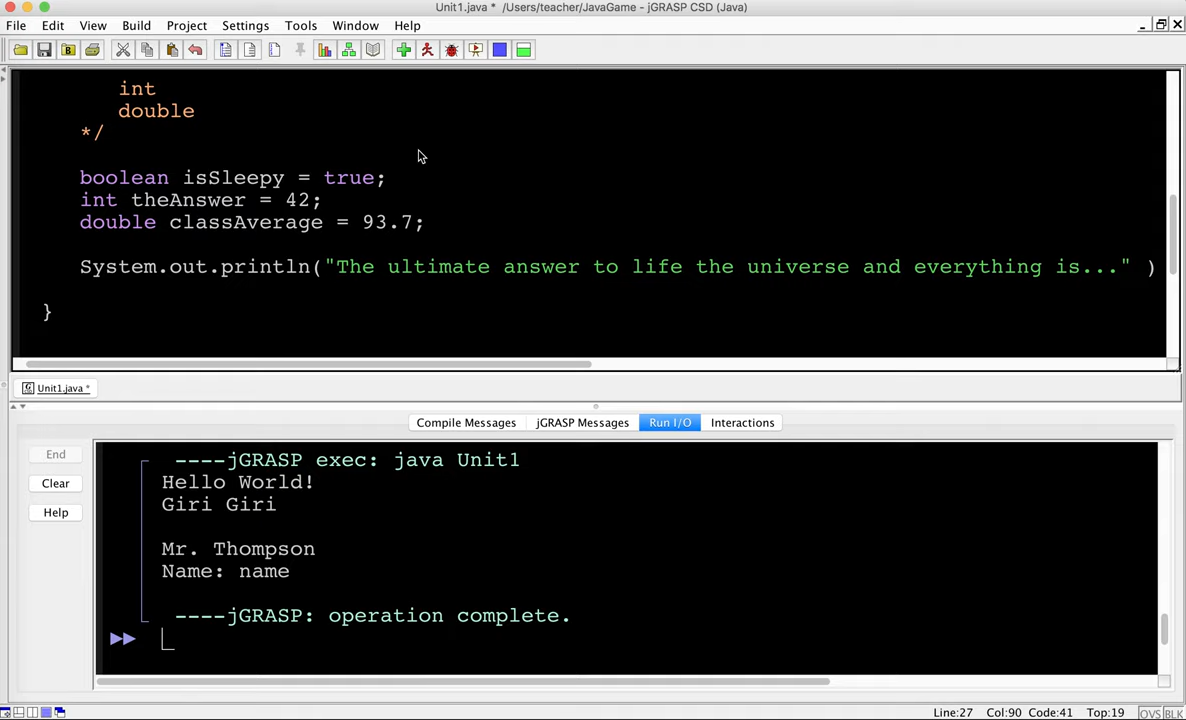 Unit1.java *  /Users/teacher/JavaGame - jGRASP CSD (Java)
File Edit View Build Project Settings Tools Window Help
int
double
*/
boolean isSleepy = true;
int theAnswer = 42;
double classAverage = 93.7;
System.out.println("The ultimate answer to life the universe and everything is..." )
}
Unit1.java *
Compile Messages jGRASP Messages Run I/O Interactions
End
Clear
Help
----jGRASP exec: java Unit1
Hello World!
Giri Giri
Mr. Thompson
Name: name
----jGRASP: operation complete.
Line:27 Col:90 Code:41 Top:19 OVS BLK